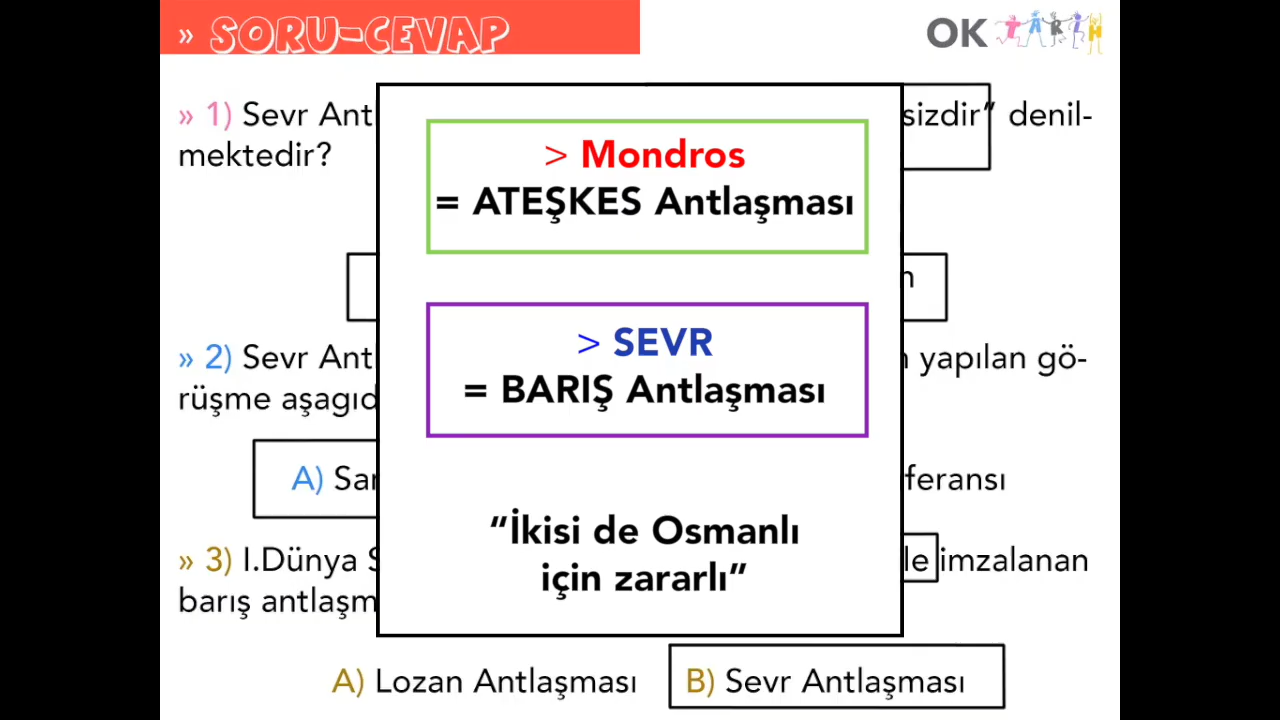 » SORU-CEVAP
OK TARİH
» 1) Sevr Ant sizdir” denil-
mektedir?
> Mondros
= ATEŞKES Antlaşması
> SEVR
= BARIŞ Antlaşması
» 2) Sevr Ant yapılan gö-
rüşme aşagıd
A) Sar feransı
“İkisi de Osmanlı
için zararlı”
» 3) I.Dünya S le imzalanan
barış antlaşm
A) Lozan Antlaşması B) Sevr Antlaşması